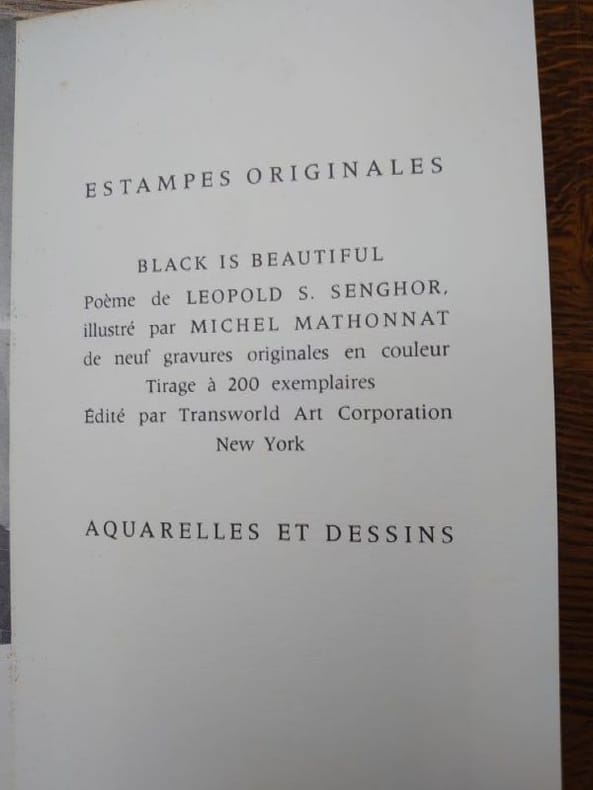 ESTAMPES ORIGINALES
BLACK IS BEAUTIFUL
Poème de LEOPOLD S. SENGHOR,
illustré par MICHEL MATHONNAT
de neuf gravures originales en couleur
Tirage à 200 exemplaires
Édité par Transworld Art Corporation
New York
AQUARELLES ET DESSINS